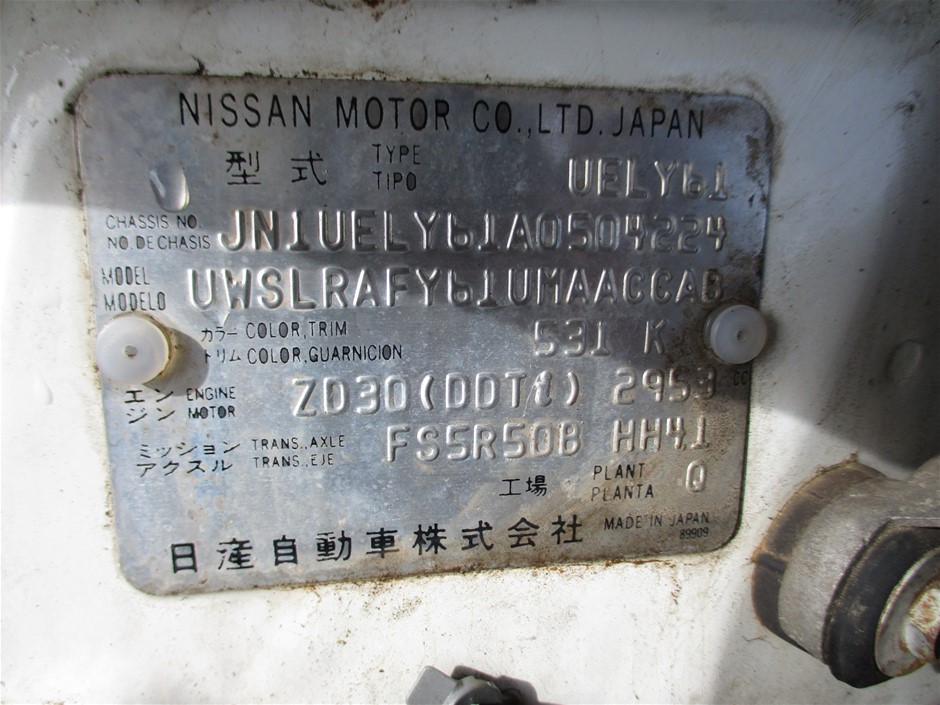 NISSAN MOTOR CO.,LTD. JAPAN
型式 TYPE TIPO UELY61
CHASSIS NO. NO. DE CHASIS JN1UELY61A0504224
MODEL MODELO UWSLRAFY61UMAACCAB
カラー COLOR,TRIM
トリム COLOR,GUARNICION 531 K
エンジン ENGINE MOTOR ZD30(DDTi) 2953 CC
ミッション TRANS.,AXLE
アクスル TRANS.,EJE FS5R50B HH41
工場 PLANT PLANTA 0
日産自動車株式会社 MADE IN JAPAN
89909